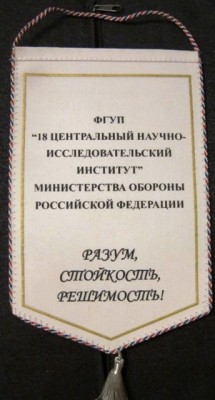 ФГУП
"18 ЦЕНТРАЛЬНЫЙ НАУЧНО-
ИССЛЕДОВАТЕЛЬСКИЙ
ИНСТИТУТ"
МИНИСТЕРСТВА ОБОРОНЫ
РОССИЙСКОЙ ФЕДЕРАЦИИ
РАЗУМ,
СТОЙКОСТЬ,
РЕШИМОСТЬ!